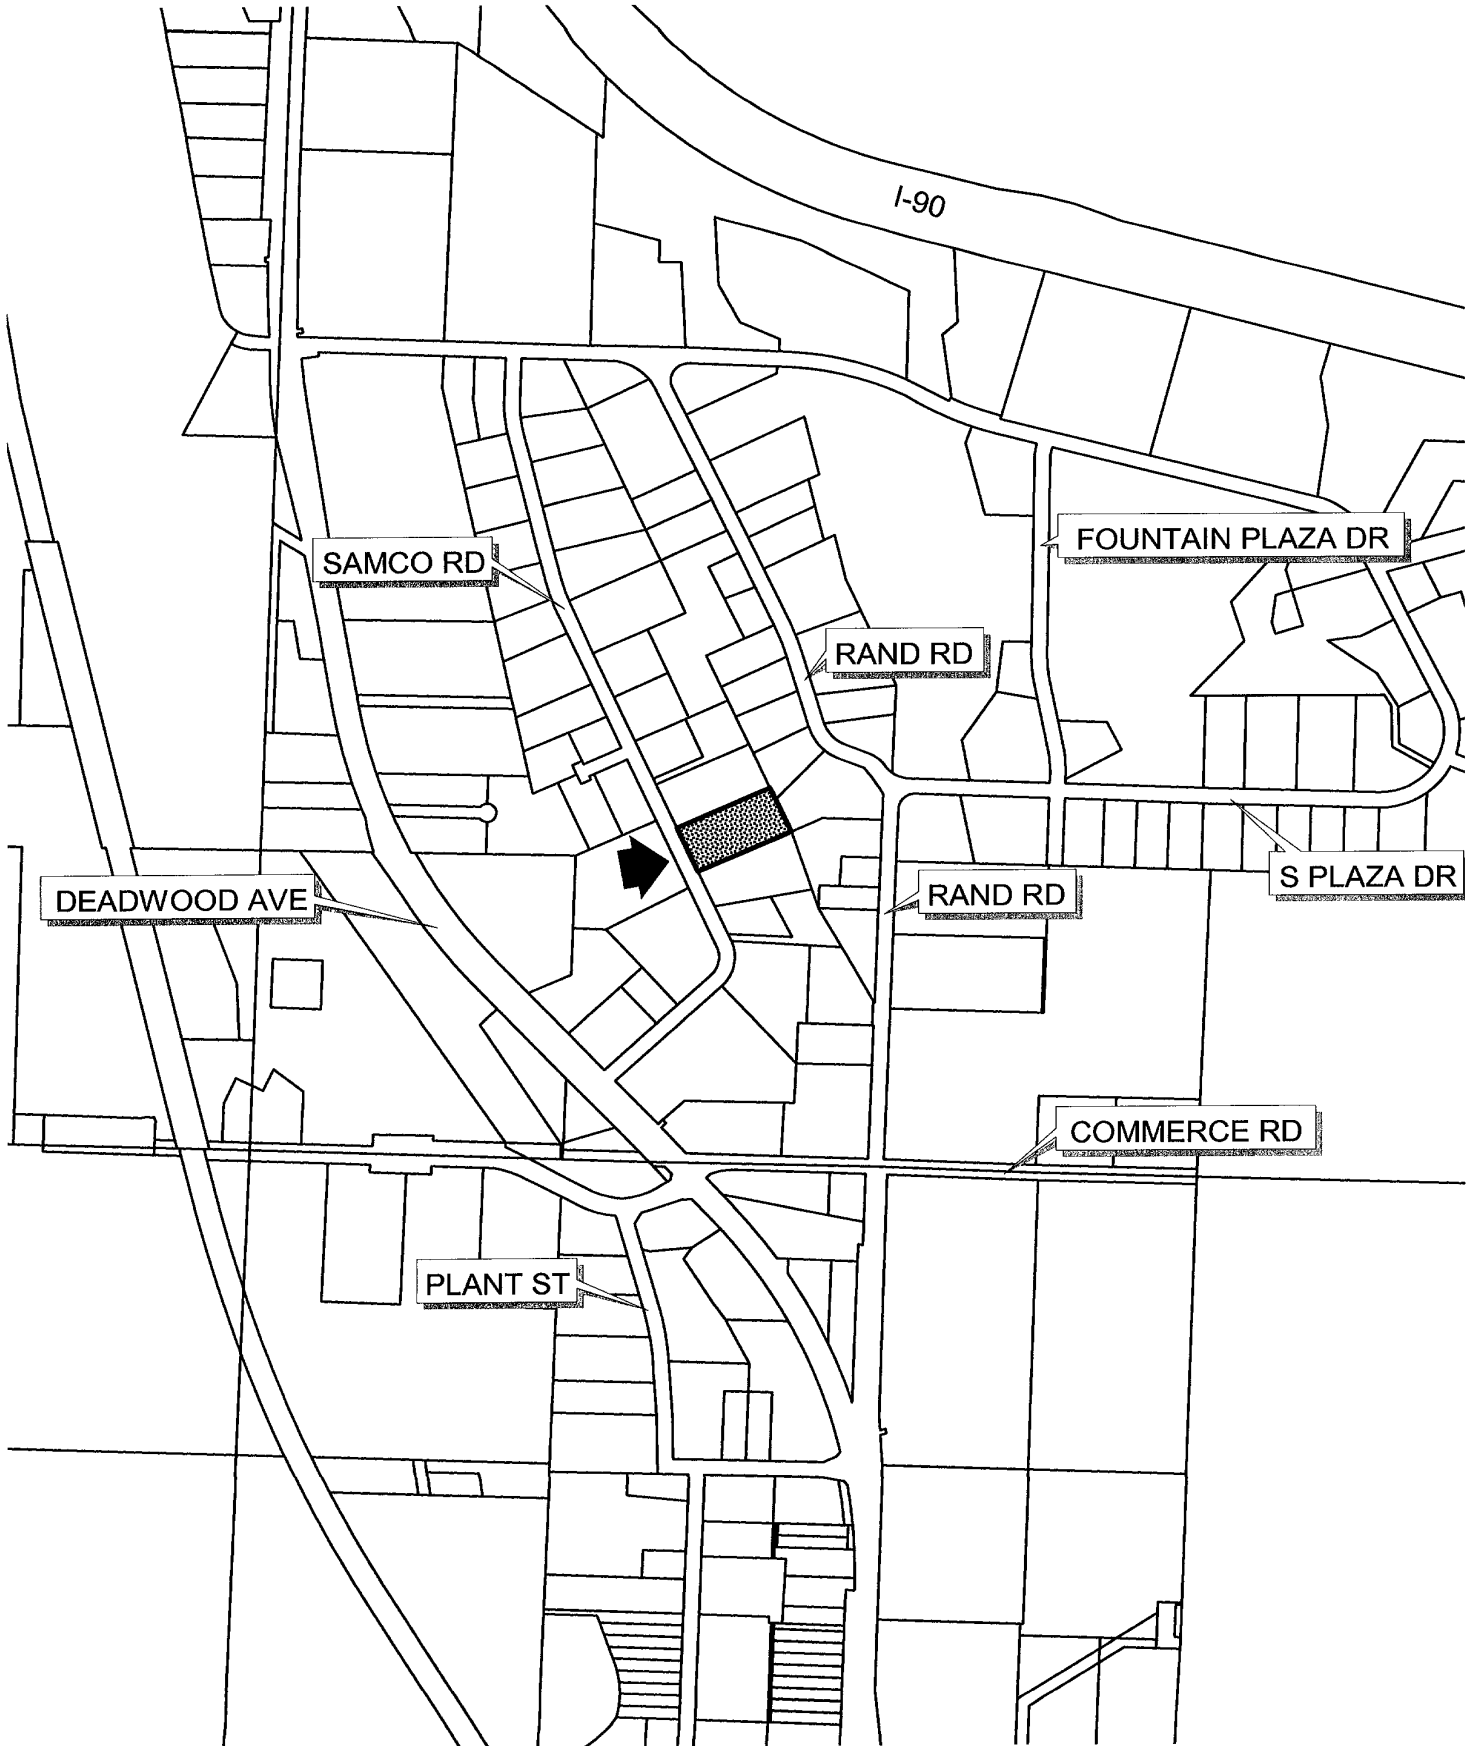 I-90
FOUNTAIN PLAZA DR
SAMCO RD
RAND RD
S PLAZA DR
DEADWOOD AVE
RAND RD
COMMERCE RD
PLANT ST